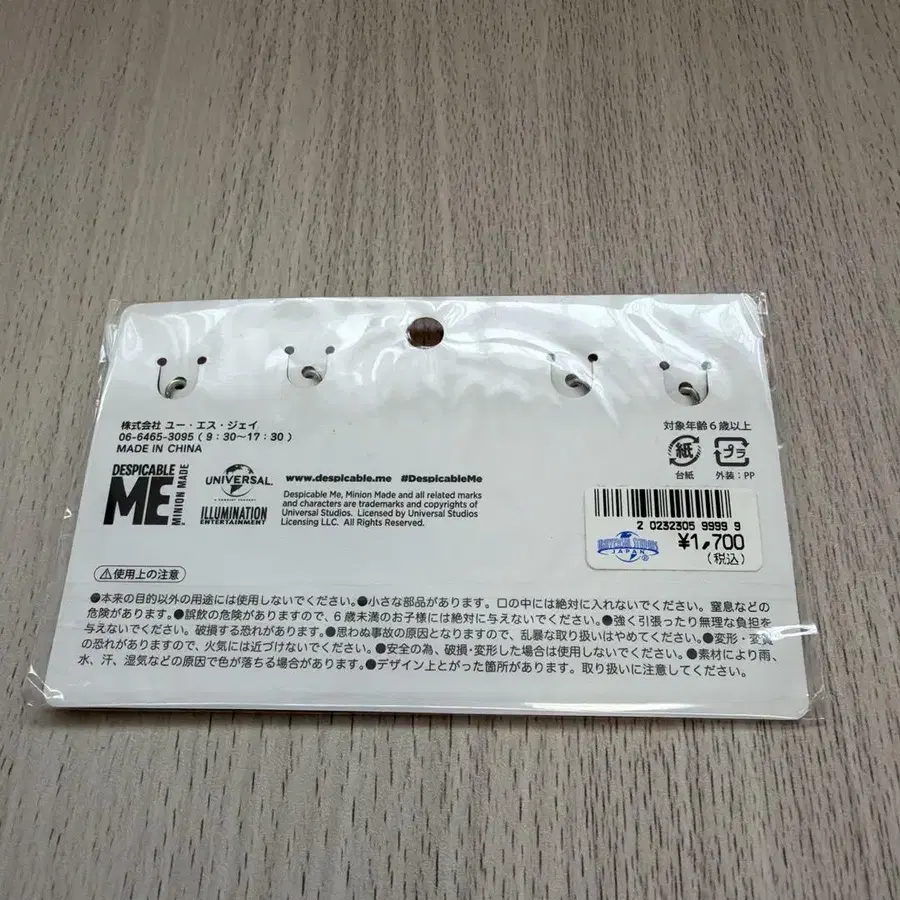 株式会社 ユー・エス・ジェイ
06-6465-3095 ( 9：30～17：30 )
MADE IN CHINA
DESPICABLE
ME
MINION MADE
UNIVERSAL
ILLUMINATION
ENTERTAINMENT
www.despicable.me #DespicableMe
Despicable Me, Minion Made and all related marks
and characters are trademarks and copyrights of
Universal Studios. Licensed by Universal Studios
Licensing LLC. All Rights Reserved.
対象年齢6歳以上
紙
プラ
台紙
外装：PP
2 0232305 9999 9
UNIVERSAL STUDIOS
JAPAN
¥1,700
(税込)
⚠使用上の注意
●本来の目的以外の用途には使用しないでください。●小さな部品があります。口の中には絶対に入れないでください。窒息などの
危険があります。●誤飲の危険がありますので、6歳未満のお子様には絶対に与えないでください。●強く引張ったり無理な負担を
与えないでください。破損する恐れがあります。●思わぬ事故の原因となりますので、乱暴な取り扱いはやめてください。●変形・変質
の恐れがありますので、火気には近づけないでください。●安全の為、破損・変形した場合は使用しないでください。●素材により雨、
水、汗、湿気などの原因で色が落ちる場合があります。●デザイン上とがった箇所があります。取り扱いに注意してください。